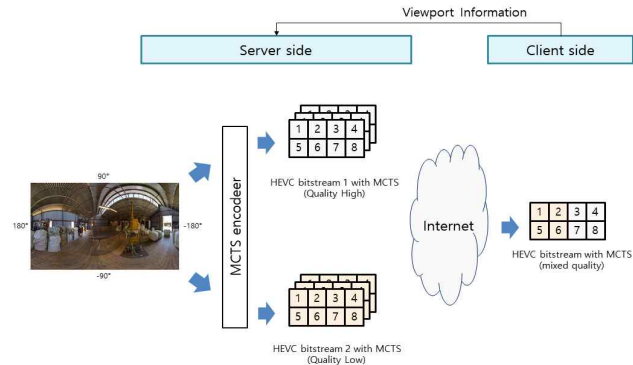 Viewport Information
Server side
Client side
1 2 3 4
5 6 7 8
HEVC bitstream 1 with MCTS
(Quality High)
90°
180°
-180°
-90°
MCTS encodeer
Internet
1 2 3 4
5 6 7 8
HEVC bitstream with MCTS
(mixed quality)
1 2 3 4
5 6 7 8
HEVC bitstream 2 with MCTS
(Quality Low)